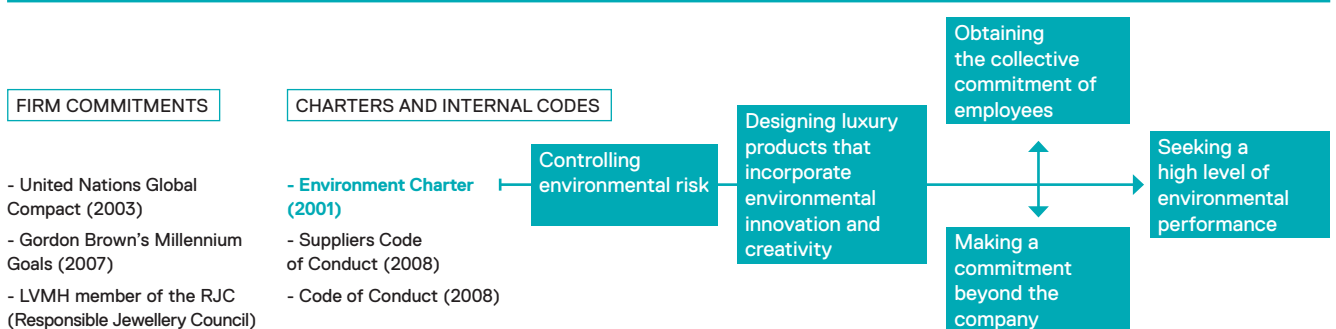 FIRM COMMITMENTS
- United Nations Global
Compact (2003)
- Gordon Brown's Millennium
Goals (2007)
- LVMH member of the RJC
(Responsible Jewellery Council)
CHARTERS AND INTERNAL CODES
- Environment Charter
(2001)
- Suppliers Code
of Conduct (2008)
- Code of Conduct (2008)
Controlling
environmental risk
Designing luxury
products that
incorporate
environmental
innovation and
creativity
Obtaining
the collective
commitment of
employees
Making a
commitment
beyond the
company
Seeking a
high level of
environmental
performance